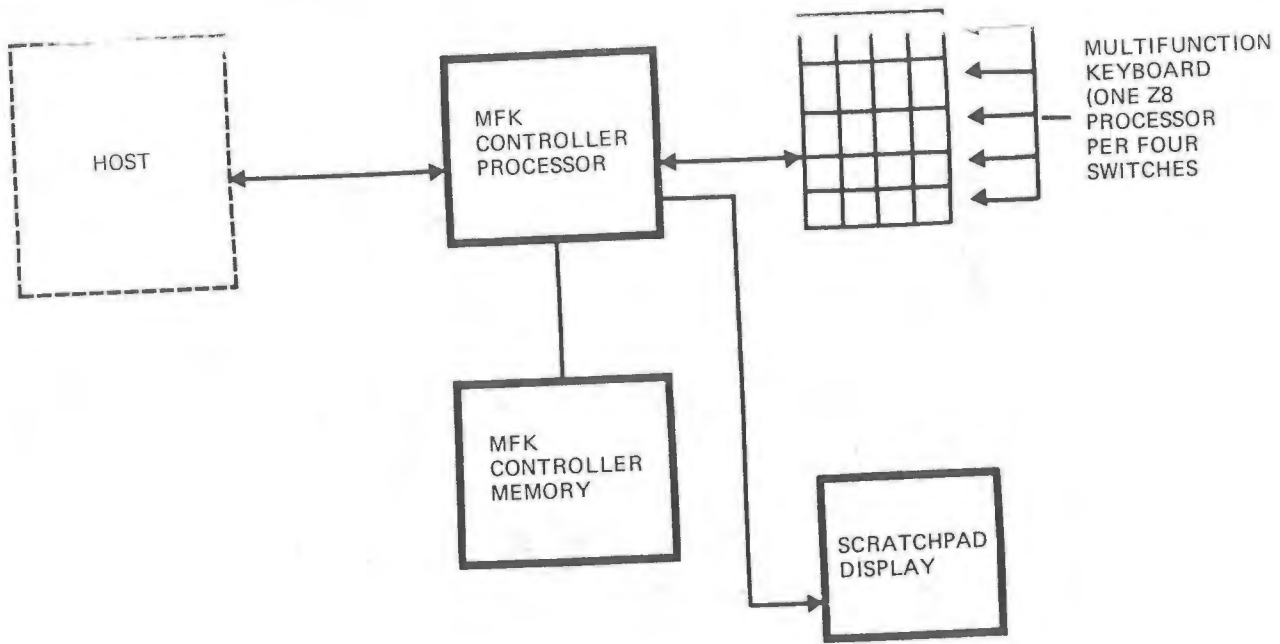 HOST
MFK
CONTROLLER
PROCESSOR
MULTIFUNCTION
KEYBOARD
(ONE Z8
PROCESSOR
PER FOUR
SWITCHES
MFK
CONTROLLER
MEMORY
SCRATCHPAD
DISPLAY